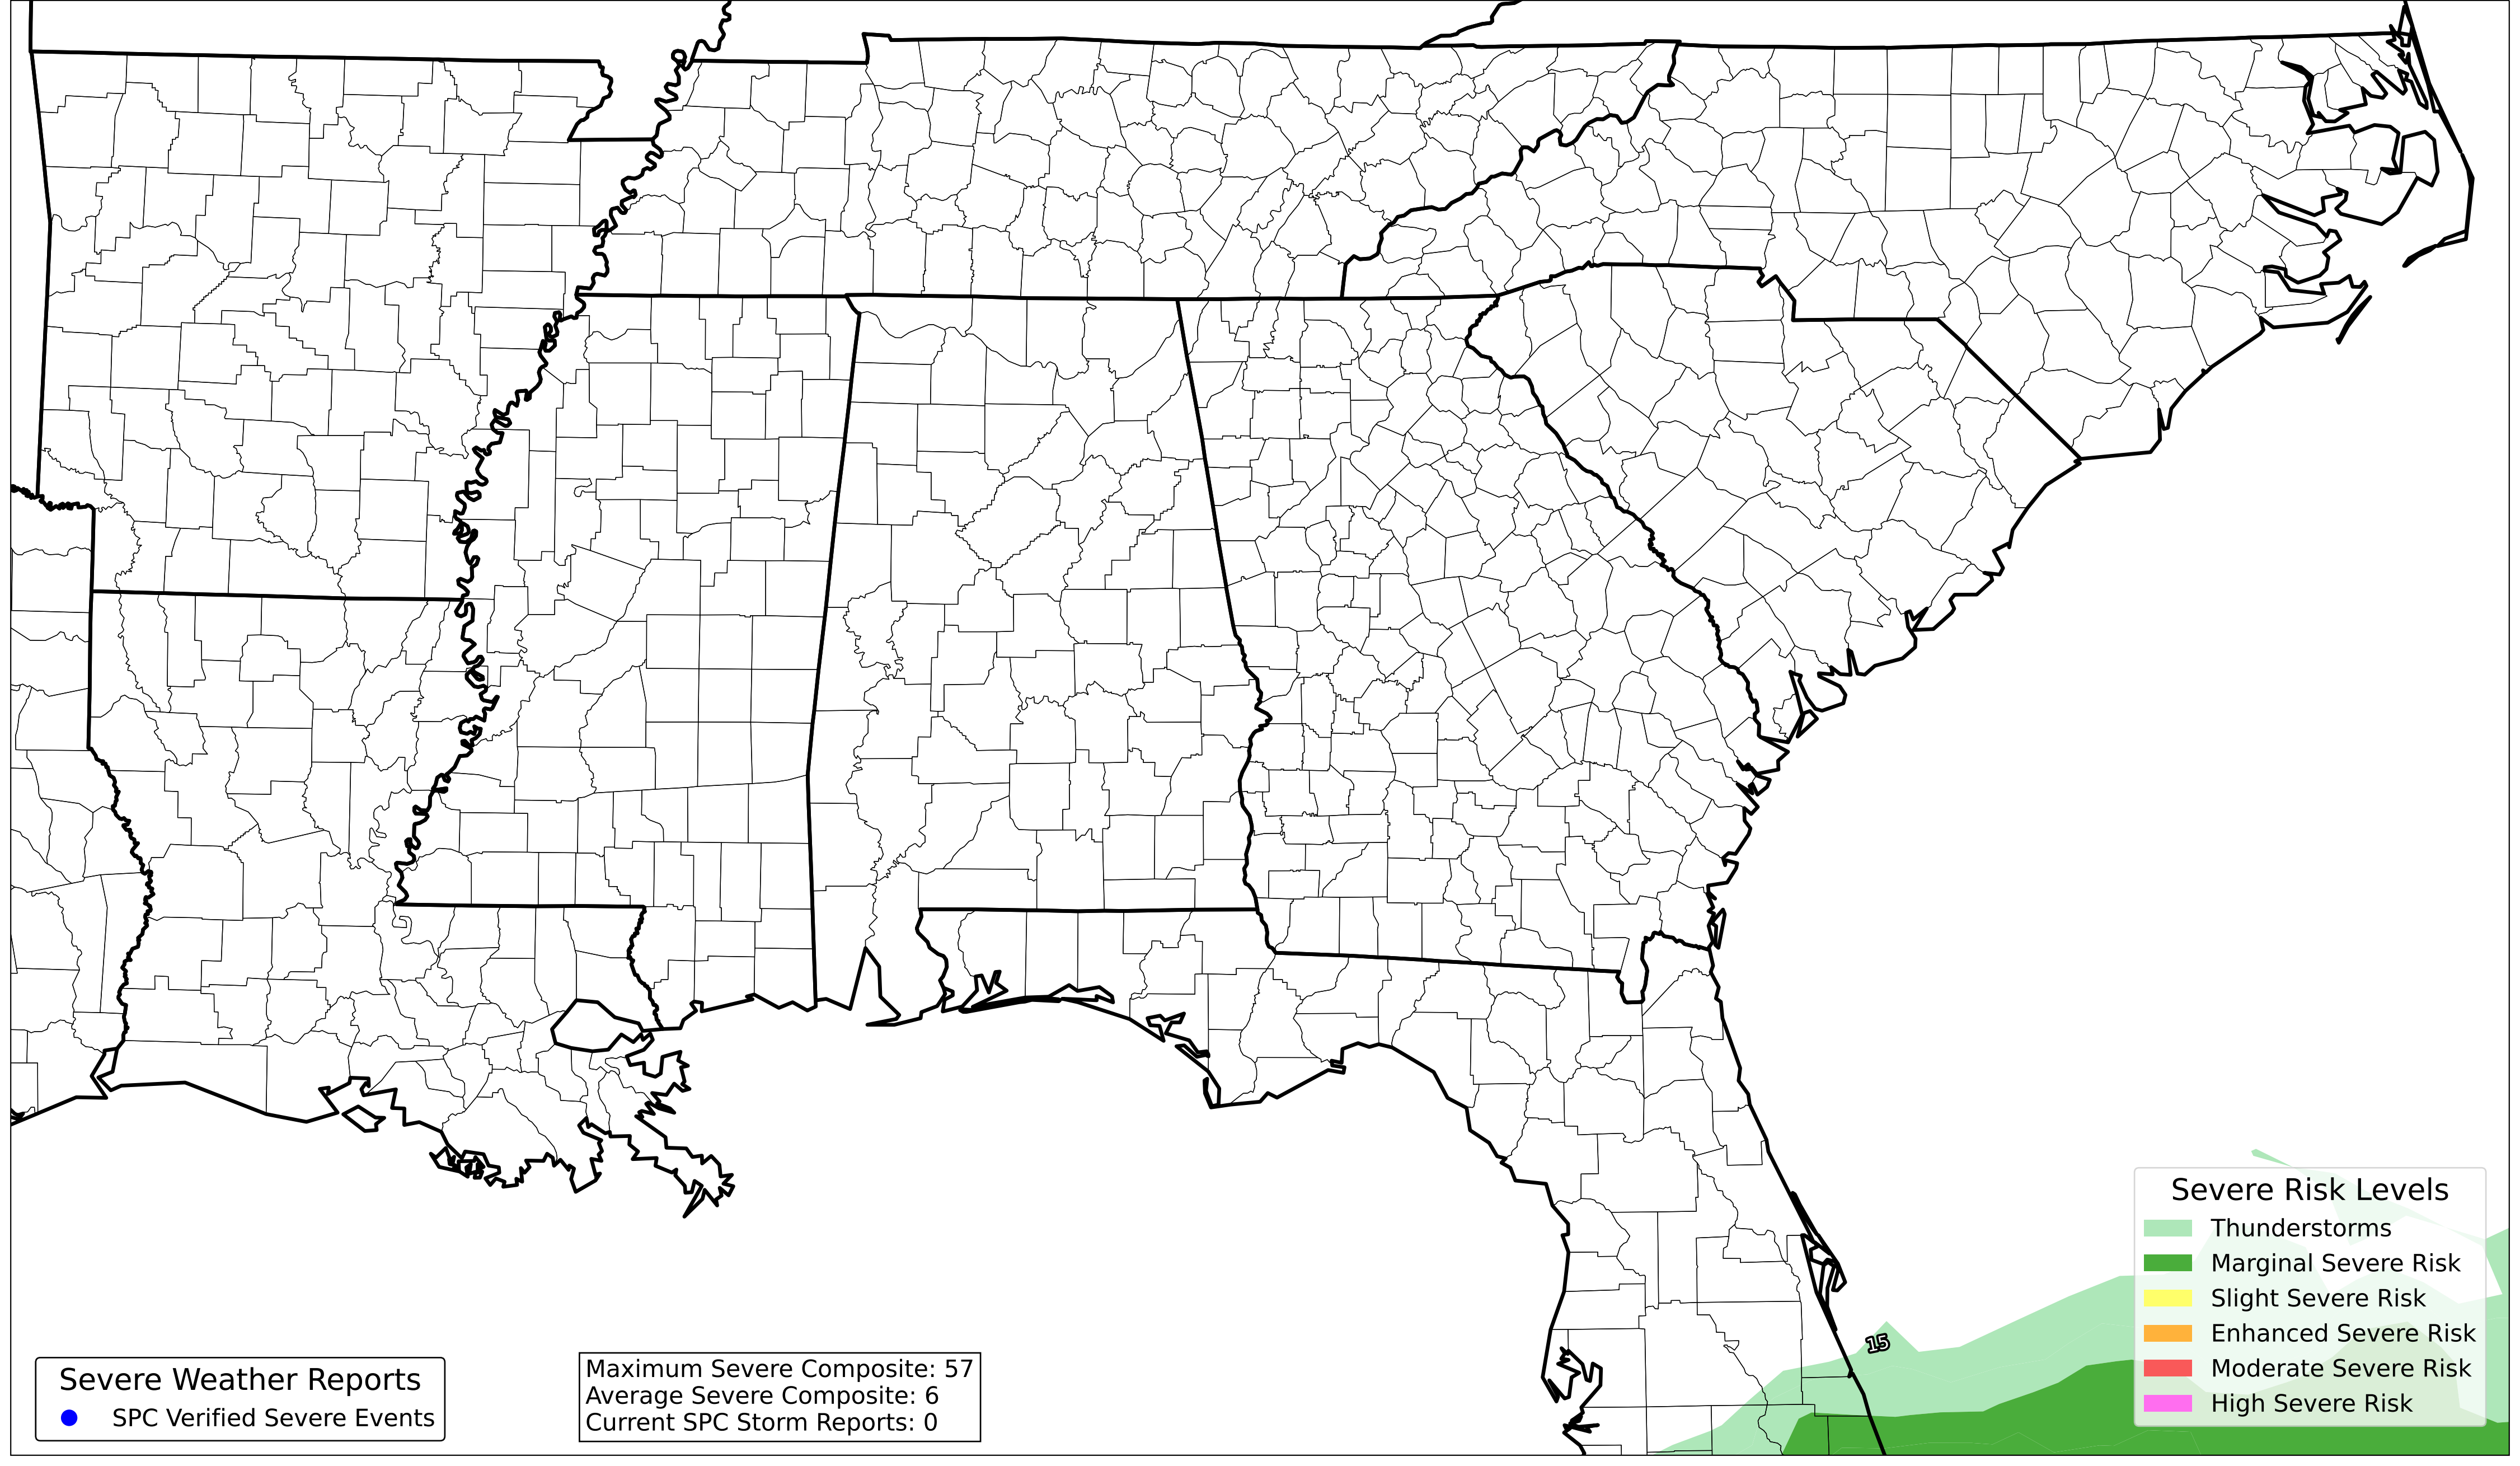 15
Severe Risk Levels
Thunderstorms
Marginal Severe Risk
Slight Severe Risk
Enhanced Severe Risk
Moderate Severe Risk
High Severe Risk
Severe Weather Reports
SPC Verified Severe Events
Maximum Severe Composite: 57
Average Severe Composite: 6
Current SPC Storm Reports: 0